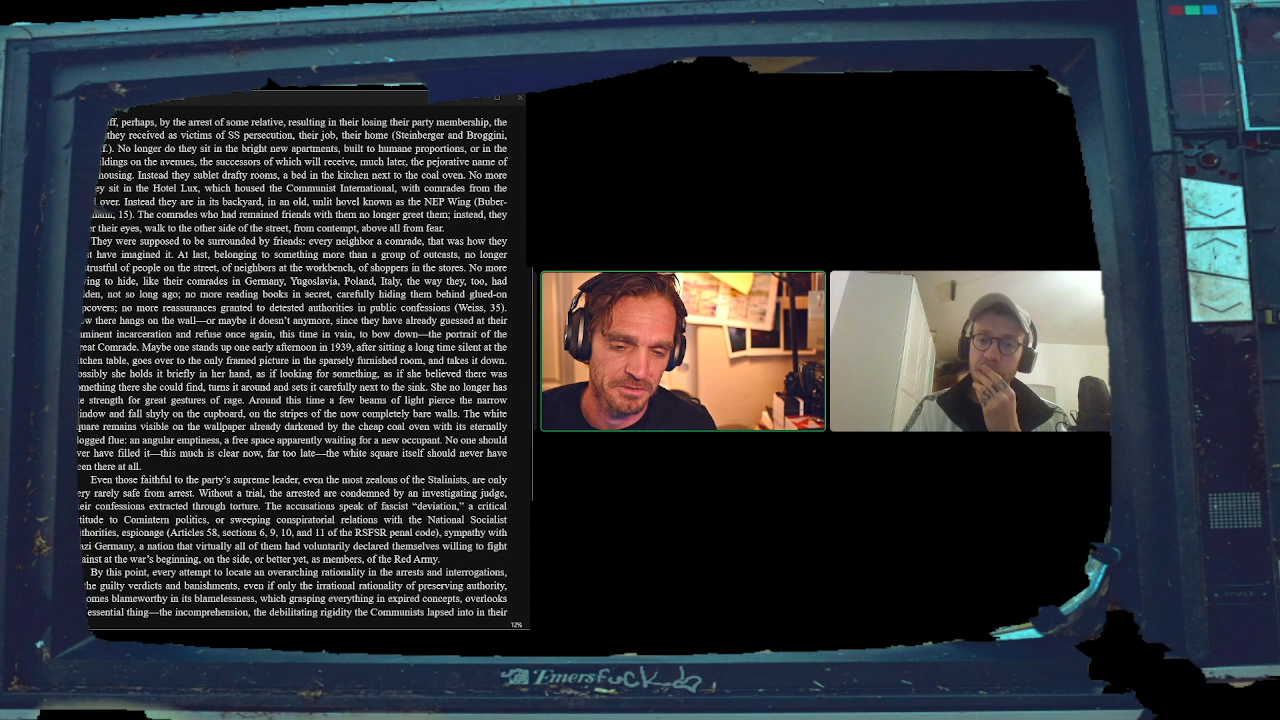 off, perhaps, by the arrest of some relative, resulting in their losing their party membership, the
they received as victims of SS persecution, their job, their home (Steinberger and Broggini,
f.). No longer do they sit in the bright new apartments, built to humane proportions, or in the
ildings on the avenues, the successors of which will receive, much later, the pejorative name of
housing. Instead they sublet drafty rooms, a bed in the kitchen next to the coal oven. No more
ey sit in the Hotel Lux, which housed the Communist International, with comrades from the
over. Instead they are in its backyard, in an old, unlit hovel known as the NEP Wing (Buber-
mann, 15). The comrades who had remained friends with them no longer greet them; instead, they
er their eyes, walk to the other side of the street, from contempt, above all from fear.
They were supposed to be surrounded by friends: every neighbor a comrade, that was how they
st have imagined it. At last, belonging to something more than a group of outcasts, no longer
strustful of people on the street, of neighbors at the workbench, of shoppers in the stores. No more
ying to hide, like their comrades in Germany, Yugoslavia, Poland, Italy, the way they, too, had
dden, not so long ago; no more reading books in secret, carefully hiding them behind glued-on
pcovers; no more reassurances granted to detested authorities in public confessions (Weiss, 35).
ow there hangs on the wall—or maybe it doesn't anymore, since they have already guessed at their
minent incarceration and refuse once again, this time in vain, to bow down—the portrait of the
reat Comrade. Maybe one stands up one early afternoon in 1939, after sitting a long time silent at the
itchen table, goes over to the only framed picture in the sparsely furnished room, and takes it down.
ossibly she holds it briefly in her hand, as if looking for something, as if she believed there was
omething there she could find, turns it around and sets it carefully next to the sink. She no longer has
e strength for great gestures of rage. Around this time a few beams of light pierce the narrow
indow and fall shyly on the cupboard, on the stripes of the now completely bare walls. The white
quare remains visible on the wallpaper already darkened by the cheap coal oven with its eternally
logged flue: an angular emptiness, a free space apparently waiting for a new occupant. No one should
ver have filled it—this much is clear now, far too late—the white square itself should never have
een there at all.
Even those faithful to the party's supreme leader, even the most zealous of the Stalinists, are only
ery rarely safe from arrest. Without a trial, the arrested are condemned by an investigating judge,
eir confessions extracted through torture. The accusations speak of fascist "deviation," a critical
titude to Comintern politics, or sweeping conspiratorial relations with the National Socialist
thorities, espionage (Articles 58, sections 6, 9, 10, and 11 of the RSFSR penal code), sympathy with
azi Germany, a nation that virtually all of them had voluntarily declared themselves willing to fight
ainst at the war's beginning, on the side, or better yet, as members, of the Red Army.
By this point, every attempt to locate an overarching rationality in the arrests and interrogations,
he guilty verdicts and banishments, even if only the irrational rationality of preserving authority,
omes blameworthy in its blamelessness, which grasping everything in expired concepts, overlooks
essential thing—the incomprehension, the debilitating rigidity the Communists lapsed into in their
12%
Emersfuck
POWER